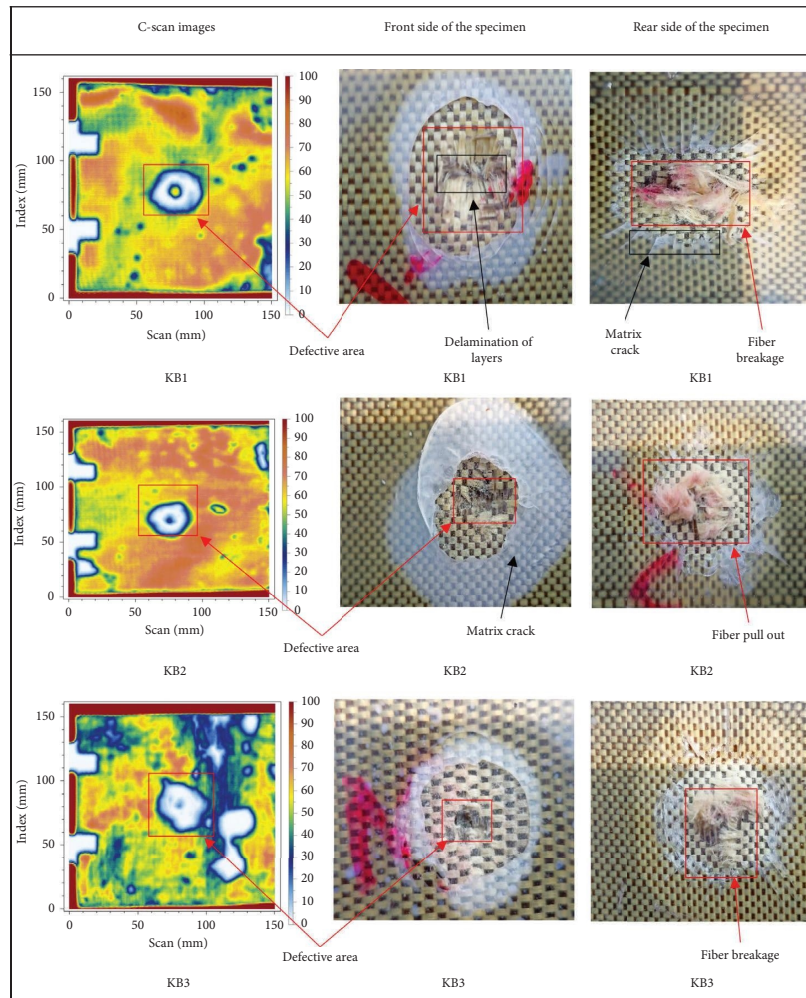 C-scan images
Front side of the specimen
Rear side of the specimen
Index (mm)
150
100
50
0
0
50
100
150
Scan (mm)
100
90
80
70
60
50
40
30
20
10
0
Defective area
Delamination of
layers
Matrix
crack
Fiber
breakage
KB1
KB1
KB1
Index (mm)
150
100
50
0
0
50
100
150
Scan (mm)
100
90
80
70
60
50
40
30
20
10
0
Defective area
Matrix crack
Fiber pull out
KB2
KB2
KB2
Index (mm)
150
100
50
0
0
50
100
150
Scan (mm)
100
90
80
70
60
50
40
30
20
10
0
Defective area
Fiber breakage
KB3
KB3
KB3